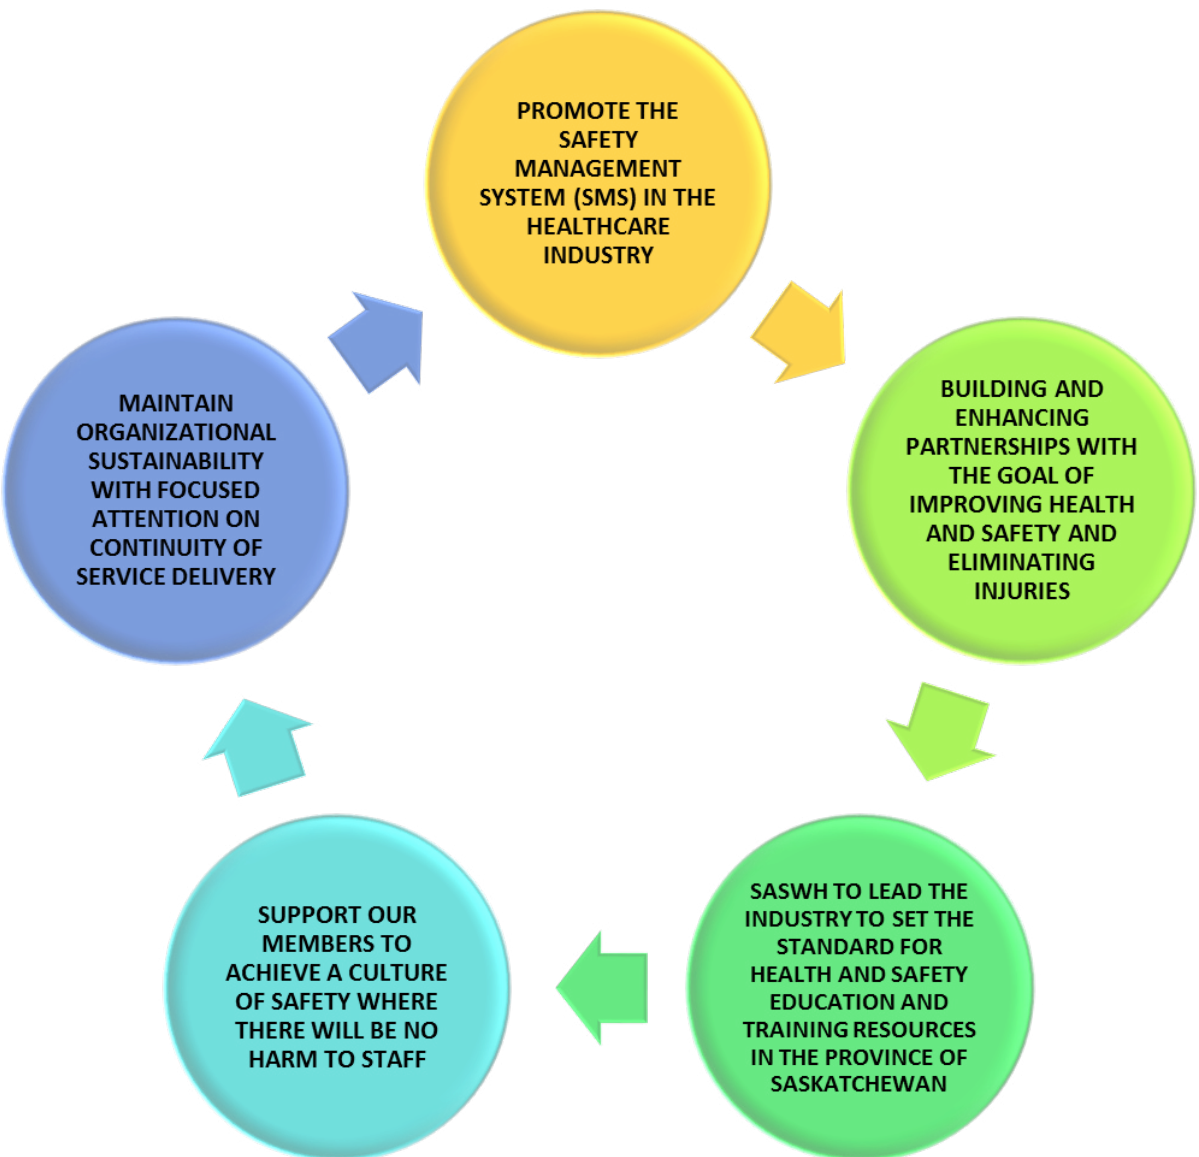 PROMOTE THE
SAFETY
MANAGEMENT
SYSTEM (SMS) IN THE
HEALTHCARE
INDUSTRY
BUILDING AND
ENHANCING
PARTNERSHIPS WITH
THE GOAL OF
IMPROVING HEALTH
AND SAFETY AND
ELIMINATING
INJURIES
SASWH TO LEAD THE
INDUSTRY TO SET THE
STANDARD FOR
HEALTH AND SAFETY
EDUCATION AND
TRAINING RESOURCES
IN THE PROVINCE OF
SASKATCHEWAN
SUPPORT OUR
MEMBERS TO
ACHIEVE A CULTURE
OF SAFETY WHERE
THERE WILL BE NO
HARM TO STAFF
MAINTAIN
ORGANIZATIONAL
SUSTAINABILITY
WITH FOCUSED
ATTENTION ON
CONTINUITY OF
SERVICE DELIVERY